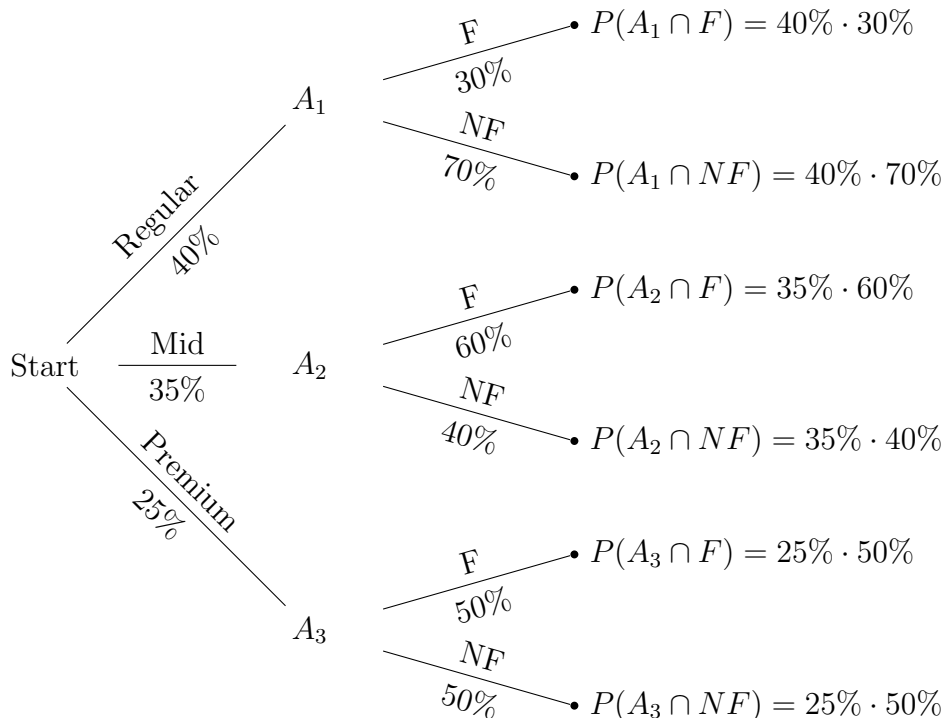 F
30%
P(A₁ ∩ F) = 40% · 30%
A₁
NF
70%
P(A₁ ∩ NF) = 40% · 70%
Regular
40%
F
60%
P(A₂ ∩ F) = 35% · 60%
Start
Mid
35%
A₂
NF
40%
P(A₂ ∩ NF) = 35% · 40%
Premium
25%
F
50%
P(A₃ ∩ F) = 25% · 50%
A₃
NF
50%
P(A₃ ∩ NF) = 25% · 50%